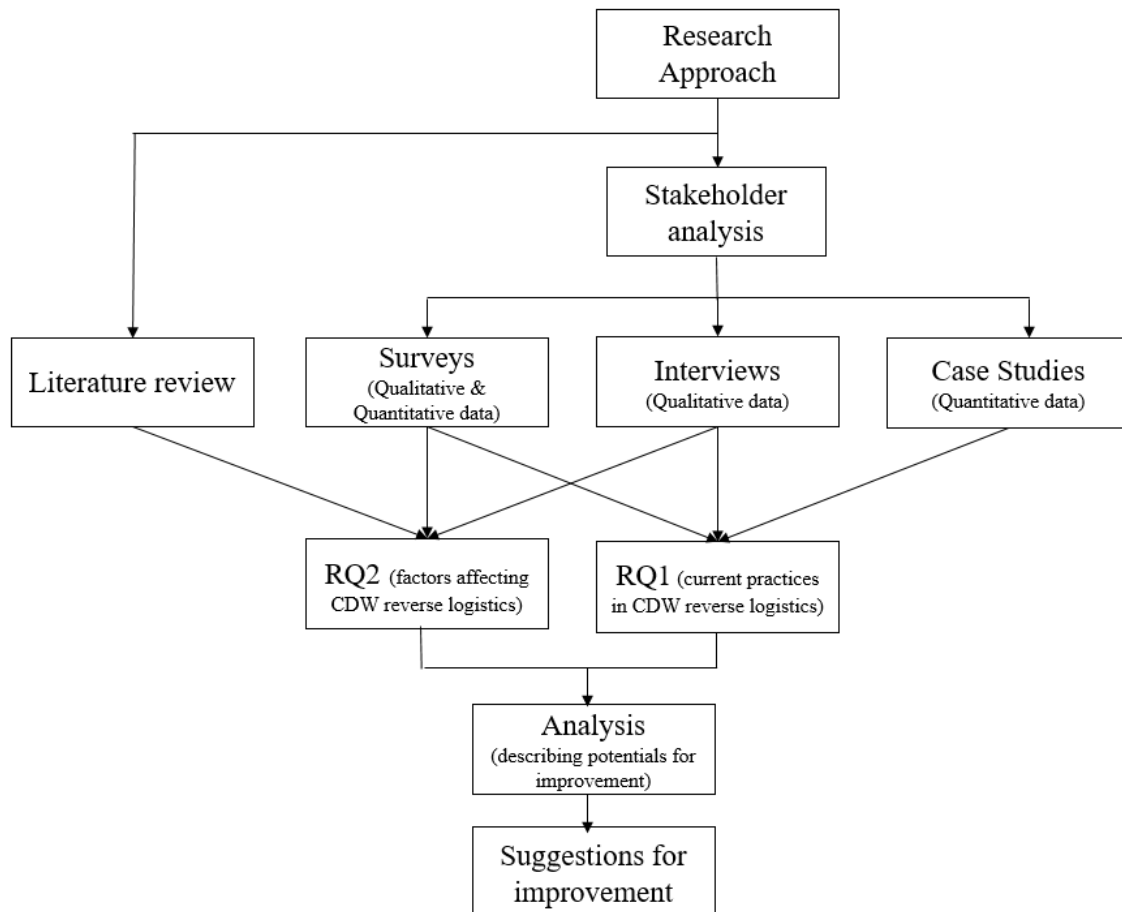 Research
Approach
Stakeholder
analysis
Literature review
Surveys
(Qualitative &
Quantitative data)
Interviews
(Qualitative data)
Case Studies
(Quantitative data)
RQ2 (factors affecting
CDW reverse logistics)
RQ1 (current practices
in CDW reverse logistics)
Analysis
(describing potentials for
improvement)
Suggestions for
improvement